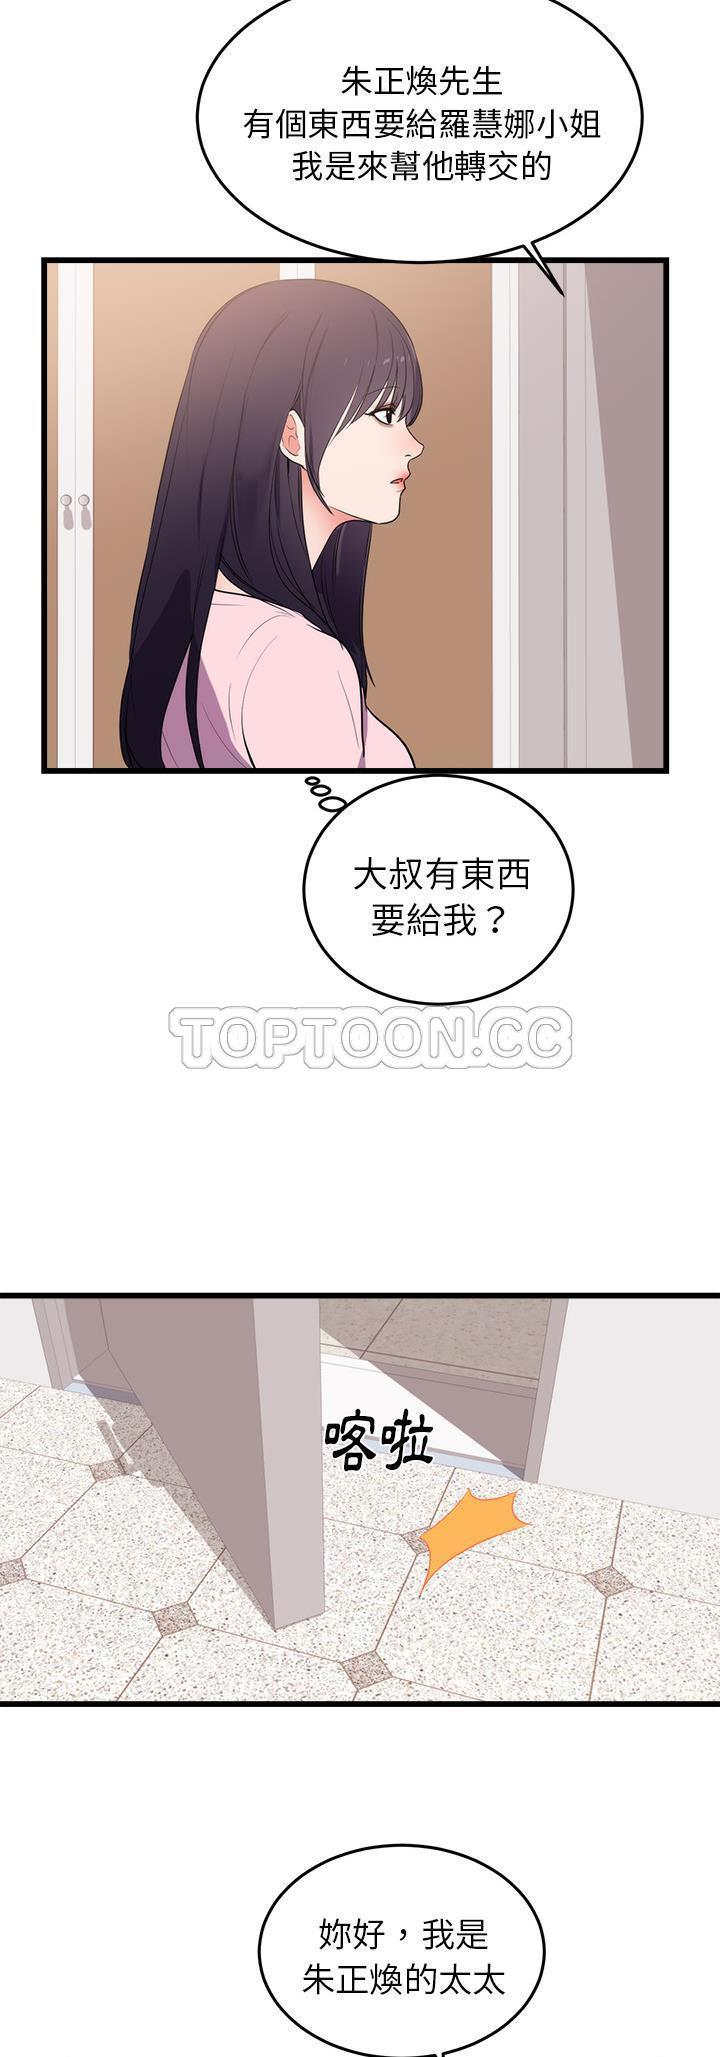 朱正煥先生
有個東西要給羅慧娜小姐
我是來幫他轉交的
大叔有東西
要給我？
TOPTOON.CC
喀啦
妳好，我是
朱正煥的太太